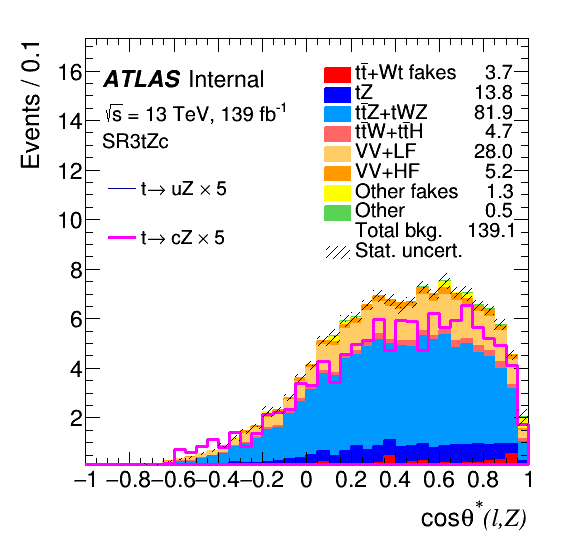 Events / 0.1
16
14
12
10
8
6
4
2
ATLAS Internal
√s = 13 TeV, 139 fb⁻¹
SR3tZc
t→ uZ × 5
t→ cZ × 5
tt̄+Wt fakes 3.7
tZ 13.8
tt̄Z+tWZ 81.9
tt̄W+tt̄H 4.7
VV+LF 28.0
VV+HF 5.2
Other fakes 1.3
Other 0.5
Total bkg. 139.1
Stat. uncert.
−1 −0.8 −0.6 −0.4 −0.2 0 0.2 0.4 0.6 0.8 1
cosθ*(l,Z)